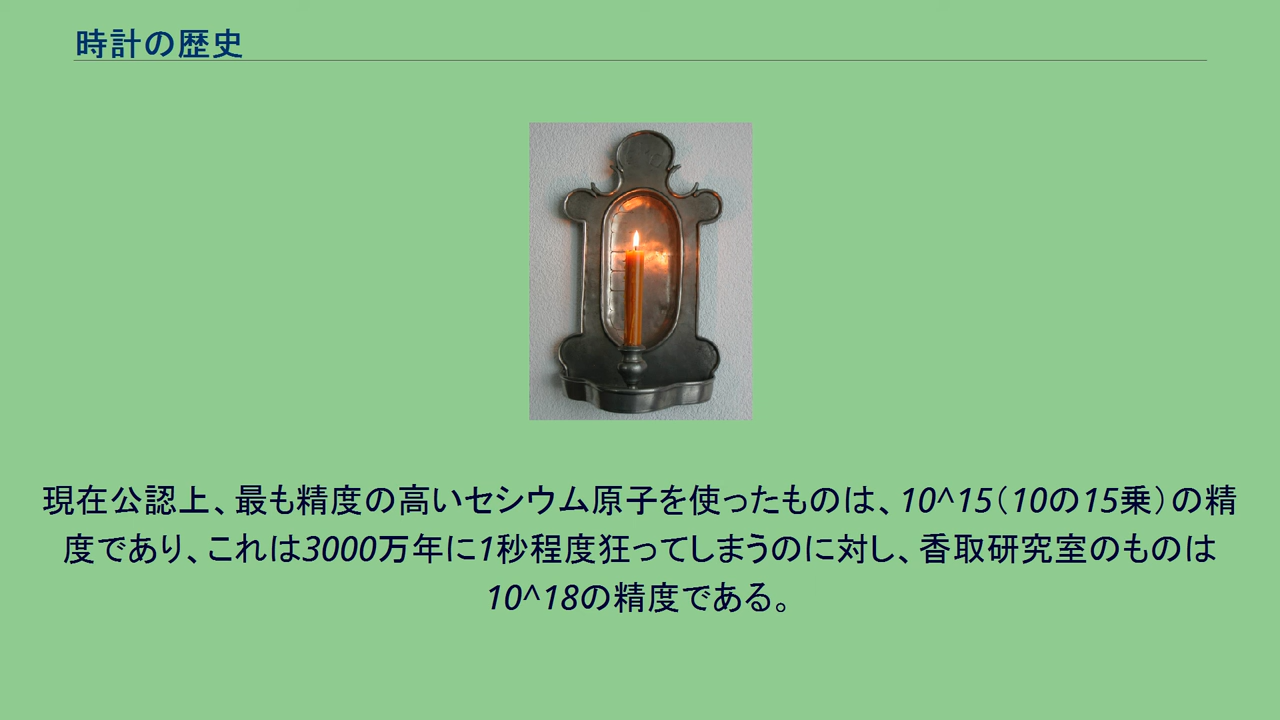 時計の歴史
現在公認上、最も精度の高いセシウム原子を使ったものは、10^15（10の15乗）の精
度であり、これは3000万年に1秒程度狂ってしまうのに対し、香取研究室のものは
10^18の精度である。